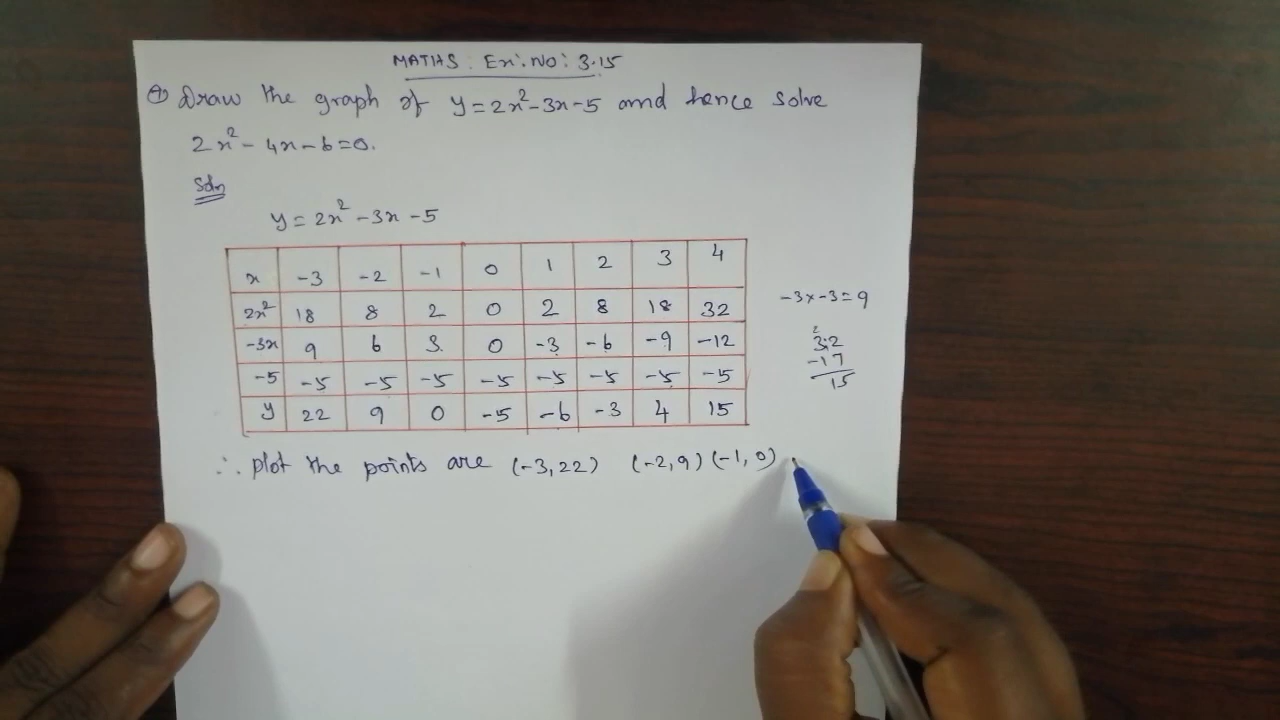 MATHS: Ex: No: 3.15
⑦ Draw the graph of y = 2x² - 3x - 5 and hence solve
2x² - 4x - 6 = 0.
Soln
y = 2x² - 3x - 5
x -3 -2 -1 0 1 2 3 4
2x² 18 8 2 0 2 8 18 32
-3x 9 6 3 0 -3 -6 -9 -12
-5 -5 -5 -5 -5 -5 -5 -5 -5
y 22 9 0 -5 -6 -3 4 15
-3x-3=9
2
32
-17
15
∴ plot the points are (-3,22) (-2,9) (-1,0)